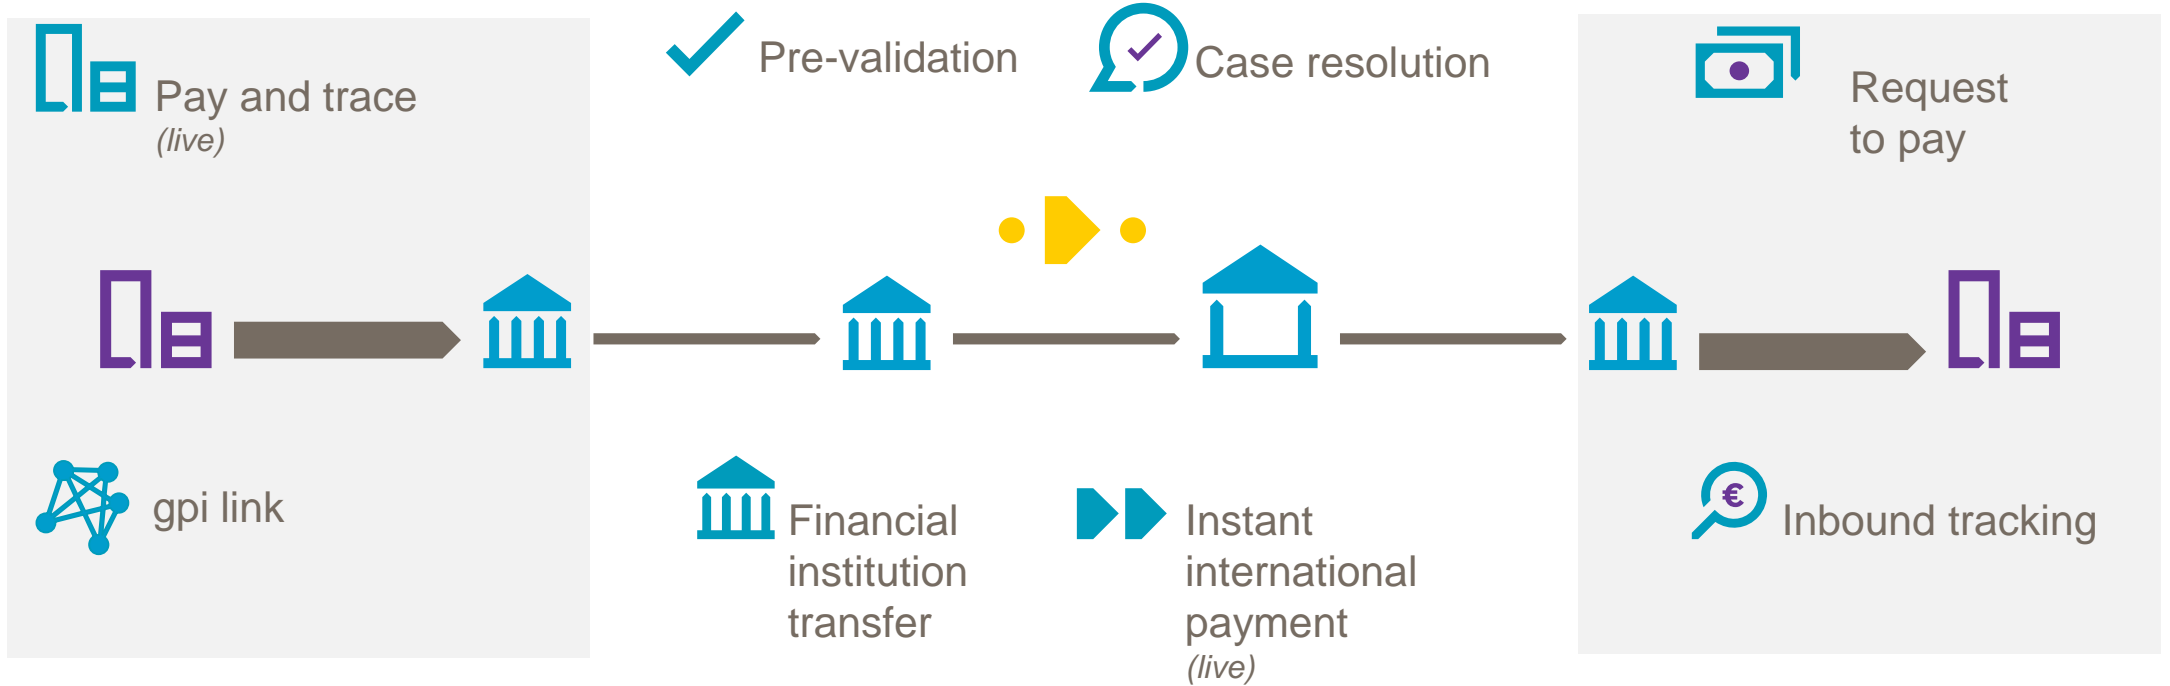 Pay and trace
(live)
Pre-validation
Case resolution
Request
to pay
gpi link
Financial
institution
transfer
Instant
international
payment
(live)
€
Inbound tracking